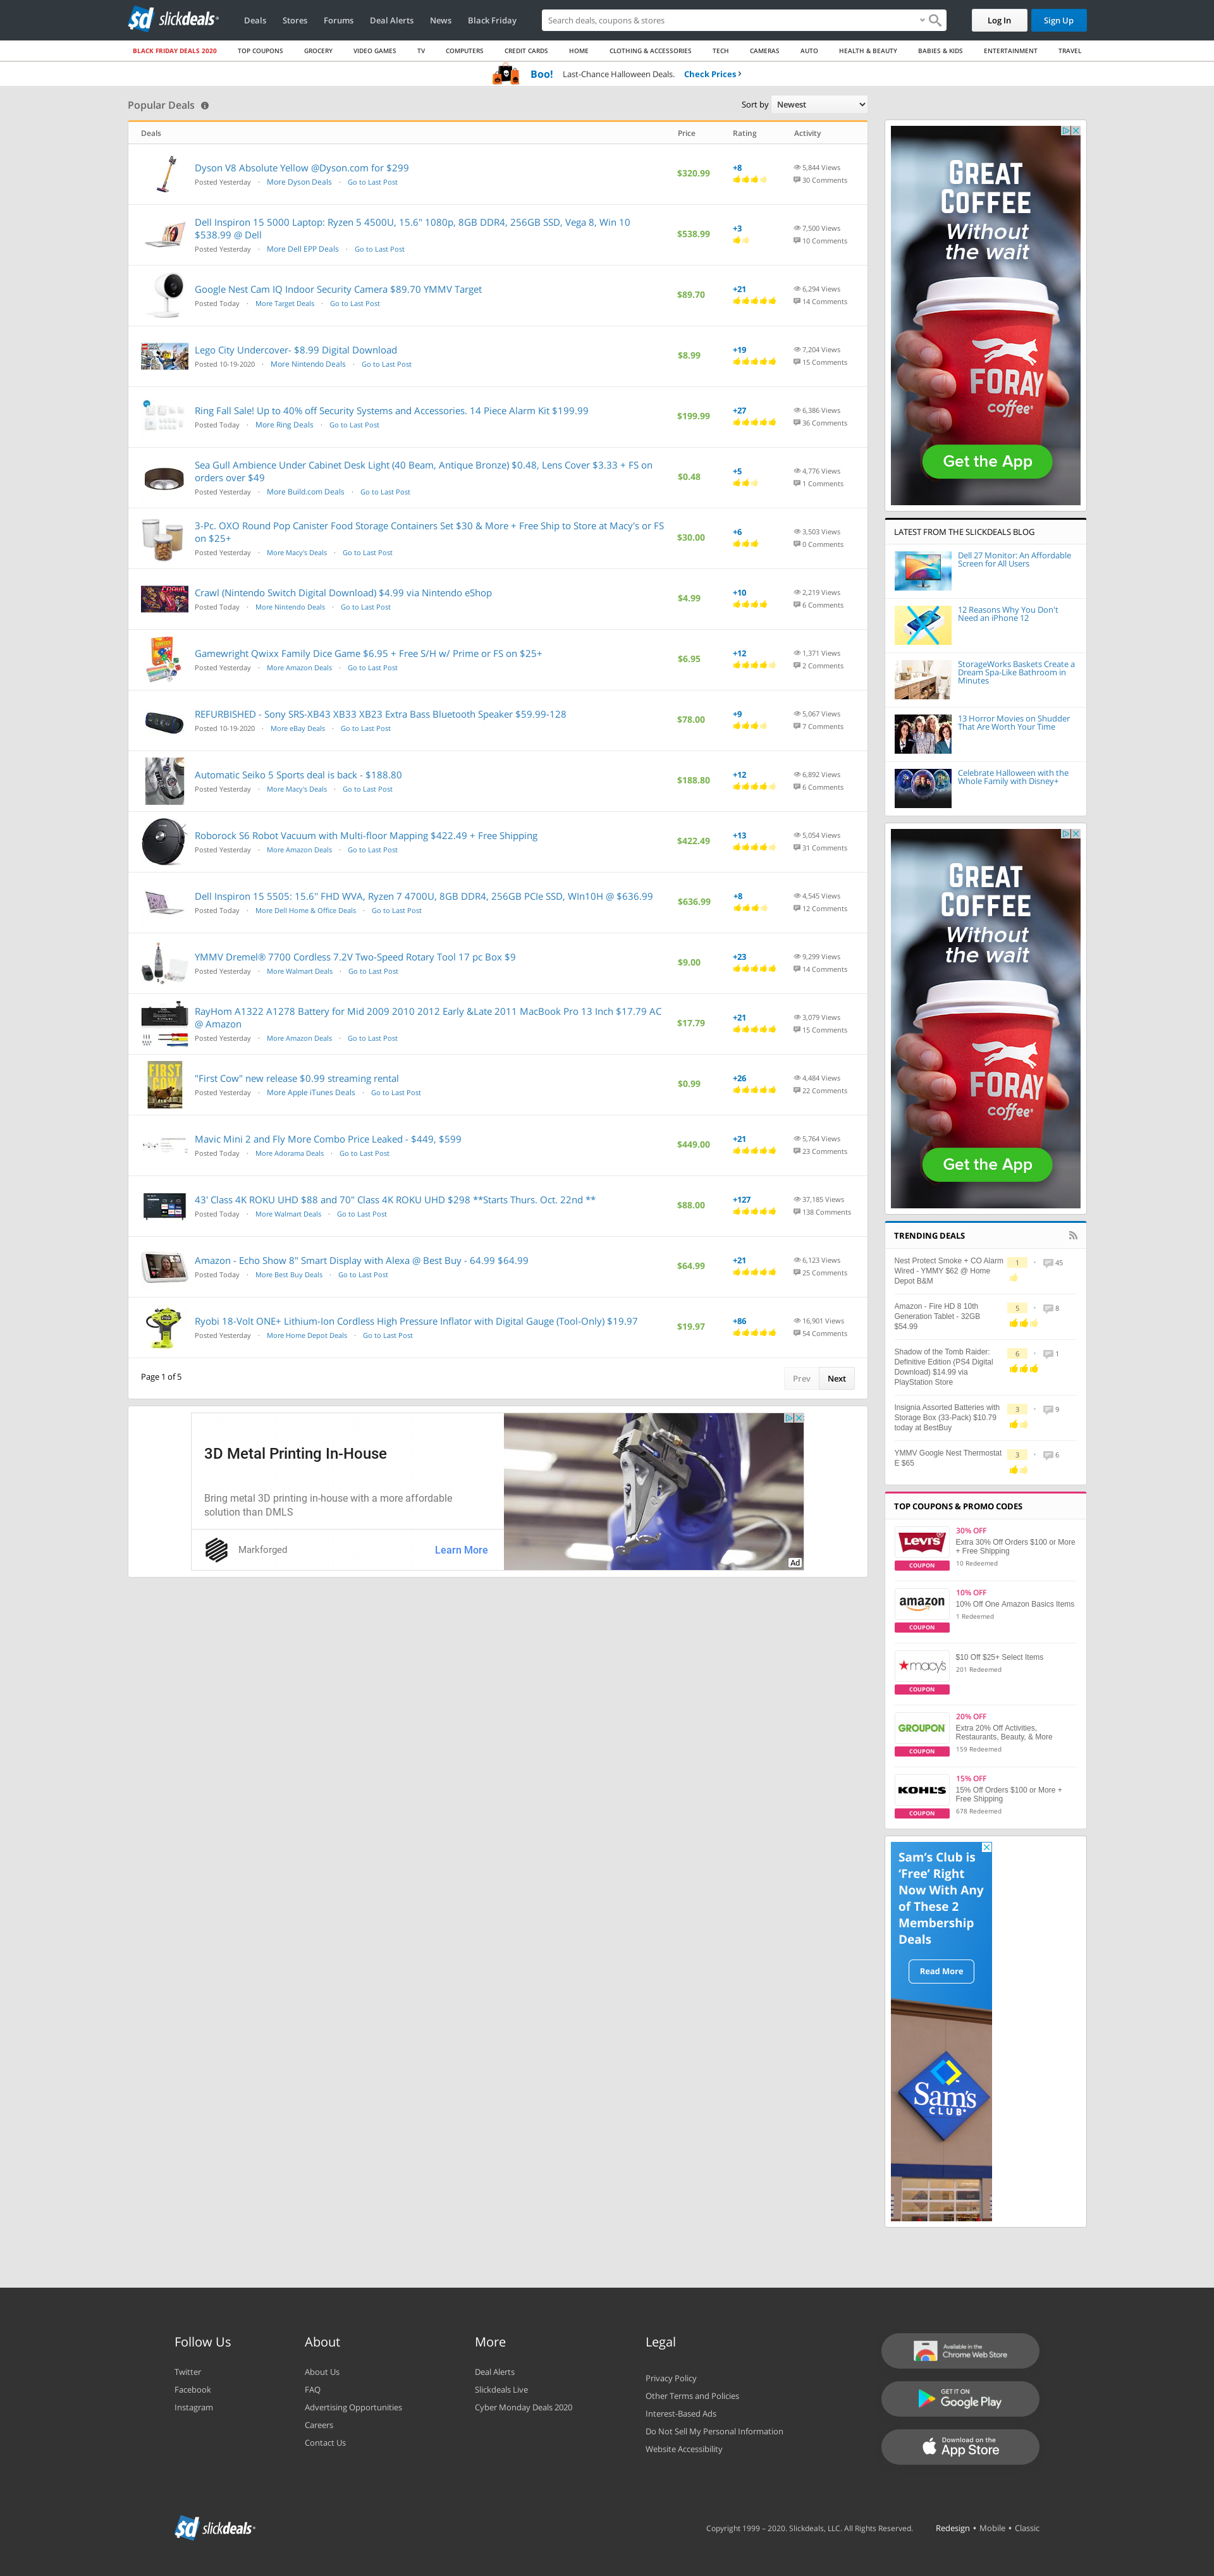 sd slickdeals
Deals Stores Forums Deal Alerts News Black Friday
Search deals, coupons & stores
Log In Sign Up
BLACK FRIDAY DEALS 2020 TOP COUPONS GROCERY VIDEO GAMES TV COMPUTERS CREDIT CARDS HOME CLOTHING & ACCESSORIES TECH CAMERAS AUTO HEALTH & BEAUTY BABIES & KIDS ENTERTAINMENT TRAVEL
Boo! Last-Chance Halloween Deals. Check Prices ›
Popular Deals
Sort by Newest
Deals Price Rating Activity
Dyson V8 Absolute Yellow @Dyson.com for $299
Posted Yesterday · More Dyson Deals · Go to Last Post
$320.99 +8 5,844 Views
30 Comments
Dell Inspiron 15 5000 Laptop: Ryzen 5 4500U, 15.6" 1080p, 8GB DDR4, 256GB SSD, Vega 8, Win 10
$538.99 @ Dell
Posted Yesterday · More Dell EPP Deals · Go to Last Post
$538.99 +3 7,500 Views
10 Comments
Google Nest Cam IQ Indoor Security Camera $89.70 YMMV Target
Posted Today · More Target Deals · Go to Last Post
$89.70 +21 6,294 Views
14 Comments
Lego City Undercover- $8.99 Digital Download
Posted 10-19-2020 · More Nintendo Deals · Go to Last Post
$8.99 +19 7,204 Views
15 Comments
Ring Fall Sale! Up to 40% off Security Systems and Accessories. 14 Piece Alarm Kit $199.99
Posted Today · More Ring Deals · Go to Last Post
$199.99 +27 6,386 Views
36 Comments
Sea Gull Ambience Under Cabinet Desk Light (40 Beam, Antique Bronze) $0.48, Lens Cover $3.33 + FS on
orders over $49
Posted Yesterday · More Build.com Deals · Go to Last Post
$0.48 +5 4,776 Views
1 Comments
3-Pc. OXO Round Pop Canister Food Storage Containers Set $30 & More + Free Ship to Store at Macy's or FS
on $25+
Posted Yesterday · More Macy's Deals · Go to Last Post
$30.00 +6 3,503 Views
0 Comments
Crawl (Nintendo Switch Digital Download) $4.99 via Nintendo eShop
Posted Today · More Nintendo Deals · Go to Last Post
$4.99 +10 2,219 Views
6 Comments
Gamewright Qwixx Family Dice Game $6.95 + Free S/H w/ Prime or FS on $25+
Posted Yesterday · More Amazon Deals · Go to Last Post
$6.95 +12 1,371 Views
2 Comments
REFURBISHED - Sony SRS-XB43 XB33 XB23 Extra Bass Bluetooth Speaker $59.99-128
Posted 10-19-2020 · More eBay Deals · Go to Last Post
$78.00 +9 5,067 Views
7 Comments
Automatic Seiko 5 Sports deal is back - $188.80
Posted Yesterday · More Macy's Deals · Go to Last Post
$188.80 +12 6,892 Views
6 Comments
Roborock S6 Robot Vacuum with Multi-floor Mapping $422.49 + Free Shipping
Posted Yesterday · More Amazon Deals · Go to Last Post
$422.49 +13 5,054 Views
31 Comments
Dell Inspiron 15 5505: 15.6'' FHD WVA, Ryzen 7 4700U, 8GB DDR4, 256GB PCIe SSD, WIn10H @ $636.99
Posted Today · More Dell Home & Office Deals · Go to Last Post
$636.99 +8 4,545 Views
12 Comments
YMMV Dremel® 7700 Cordless 7.2V Two-Speed Rotary Tool 17 pc Box $9
Posted Yesterday · More Walmart Deals · Go to Last Post
$9.00 +23 9,299 Views
14 Comments
RayHom A1322 A1278 Battery for Mid 2009 2010 2012 Early &Late 2011 MacBook Pro 13 Inch $17.79 AC
@ Amazon
Posted Yesterday · More Amazon Deals · Go to Last Post
$17.79 +21 3,079 Views
15 Comments
FIRST COW
"First Cow" new release $0.99 streaming rental
Posted Yesterday · More Apple iTunes Deals · Go to Last Post
$0.99 +26 4,484 Views
22 Comments
Mavic Mini 2 and Fly More Combo Price Leaked - $449, $599
Posted Today · More Adorama Deals · Go to Last Post
$449.00 +21 5,764 Views
23 Comments
43' Class 4K ROKU UHD $88 and 70" Class 4K ROKU UHD $298 **Starts Thurs. Oct. 22nd **
Posted Today · More Walmart Deals · Go to Last Post
$88.00 +127 37,185 Views
138 Comments
Amazon - Echo Show 8" Smart Display with Alexa @ Best Buy - 64.99 $64.99
Posted Today · More Best Buy Deals · Go to Last Post
$64.99 +21 6,123 Views
25 Comments
Ryobi 18-Volt ONE+ Lithium-Ion Cordless High Pressure Inflator with Digital Gauge (Tool-Only) $19.97
Posted Yesterday · More Home Depot Deals · Go to Last Post
$19.97 +86 16,901 Views
54 Comments
Page 1 of 5 Prev Next
3D Metal Printing In-House
Bring metal 3D printing in-house with a more affordable
solution than DMLS
Markforged Learn More
Ad
GREAT
COFFEE
Without
the wait
FORAY
coffee
Get the App
LATEST FROM THE SLICKDEALS BLOG
Dell 27 Monitor: An Affordable
Screen for All Users
12 Reasons Why You Don't
Need an iPhone 12
StorageWorks Baskets Create a
Dream Spa-Like Bathroom in
Minutes
13 Horror Movies on Shudder
That Are Worth Your Time
Celebrate Halloween with the
Whole Family with Disney+
GREAT
COFFEE
Without
the wait
FORAY
coffee
Get the App
TRENDING DEALS
Nest Protect Smoke + CO Alarm
Wired - YMMY $62 @ Home
Depot B&M
1 · 45
Amazon - Fire HD 8 10th
Generation Tablet - 32GB
$54.99
5 · 8
Shadow of the Tomb Raider:
Definitive Edition (PS4 Digital
Download) $14.99 via
PlayStation Store
6 · 1
Insignia Assorted Batteries with
Storage Box (33-Pack) $10.79
today at BestBuy
3 · 9
YMMV Google Nest Thermostat
E $65
3 · 6
TOP COUPONS & PROMO CODES
LEVI'S
COUPON
30% OFF
Extra 30% Off Orders $100 or More
+ Free Shipping
10 Redeemed
amazon
COUPON
10% OFF
10% Off One Amazon Basics Items
1 Redeemed
macy's
COUPON
$10 Off $25+ Select Items
201 Redeemed
GROUPON
COUPON
20% OFF
Extra 20% Off Activities,
Restaurants, Beauty, & More
159 Redeemed
KOHL'S
COUPON
15% OFF
15% Off Orders $100 or More +
Free Shipping
678 Redeemed
Sam's Club is
'Free' Right
Now With Any
of These 2
Membership
Deals
Read More
Sam's
CLUB
Follow Us
Twitter
Facebook
Instagram
About
About Us
FAQ
Advertising Opportunities
Careers
Contact Us
More
Deal Alerts
Slickdeals Live
Cyber Monday Deals 2020
Legal
Privacy Policy
Other Terms and Policies
Interest-Based Ads
Do Not Sell My Personal Information
Website Accessibility
Available in the
Chrome Web Store
GET IT ON
Google Play
Download on the
App Store
sd slickdeals
Copyright 1999 – 2020. Slickdeals, LLC. All Rights Reserved. Redesign • Mobile • Classic